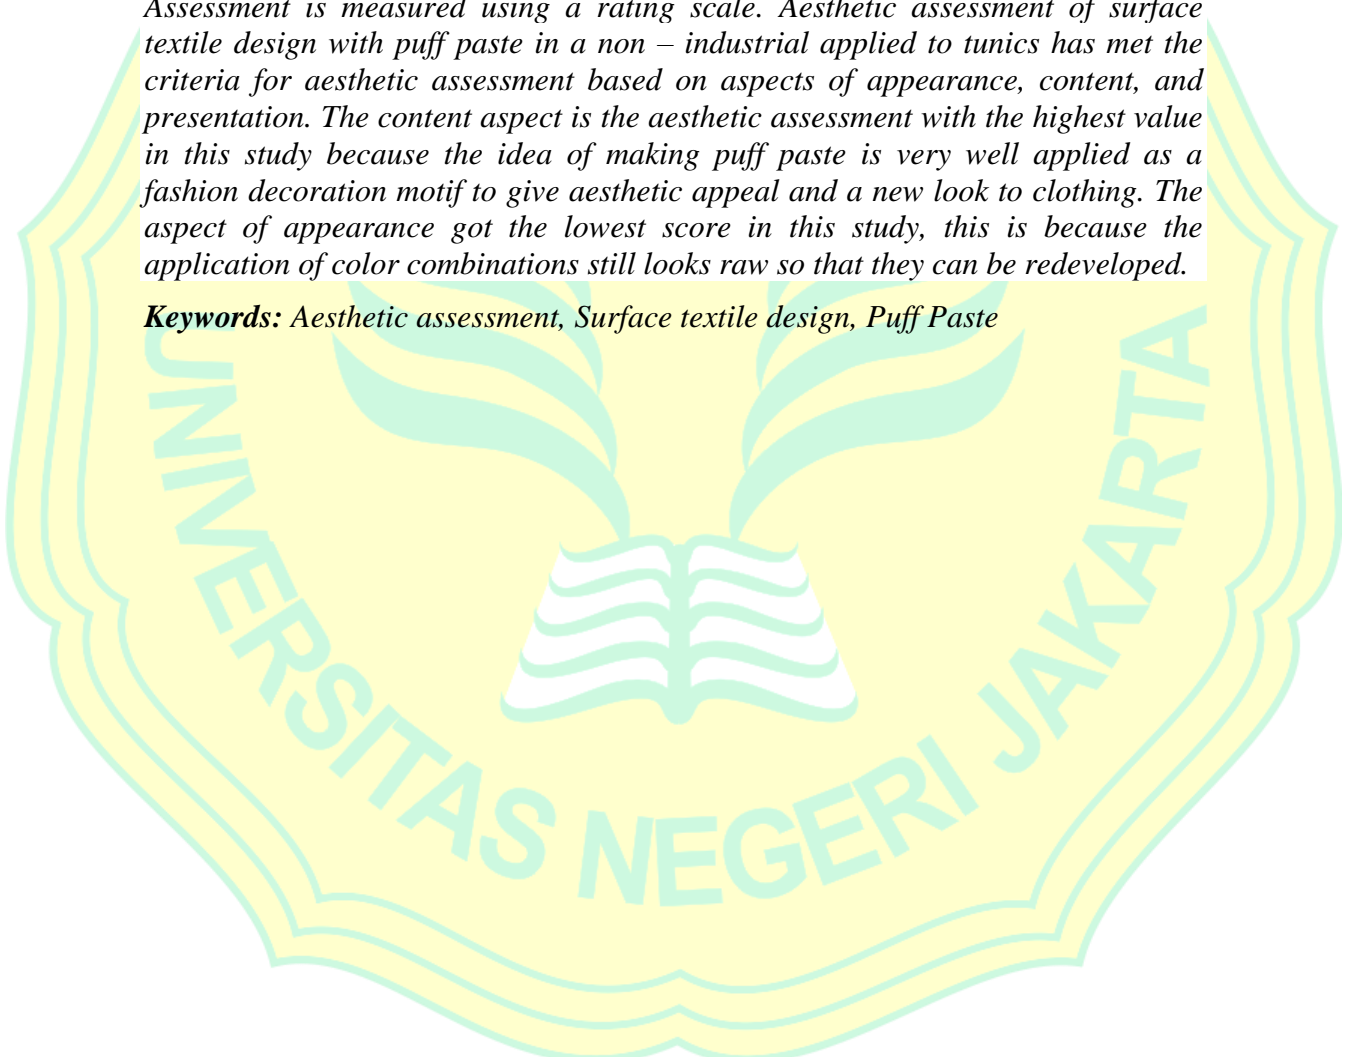 Assessment is measured using a rating scale. Aesthetic assessment of surface
textile design with puff paste in a non – industrial applied to tunics has met the
criteria for aesthetic assessment based on aspects of appearance, content, and
presentation. The content aspect is the aesthetic assessment with the highest value
in this study because the idea of making puff paste is very well applied as a
fashion decoration motif to give aesthetic appeal and a new look to clothing. The
aspect of appearance got the lowest score in this study, this is because the
application of color combinations still looks raw so that they can be redeveloped.
Keywords: Aesthetic assessment, Surface textile design, Puff Paste
UNIVERSITAS NEGERI JAKARTA